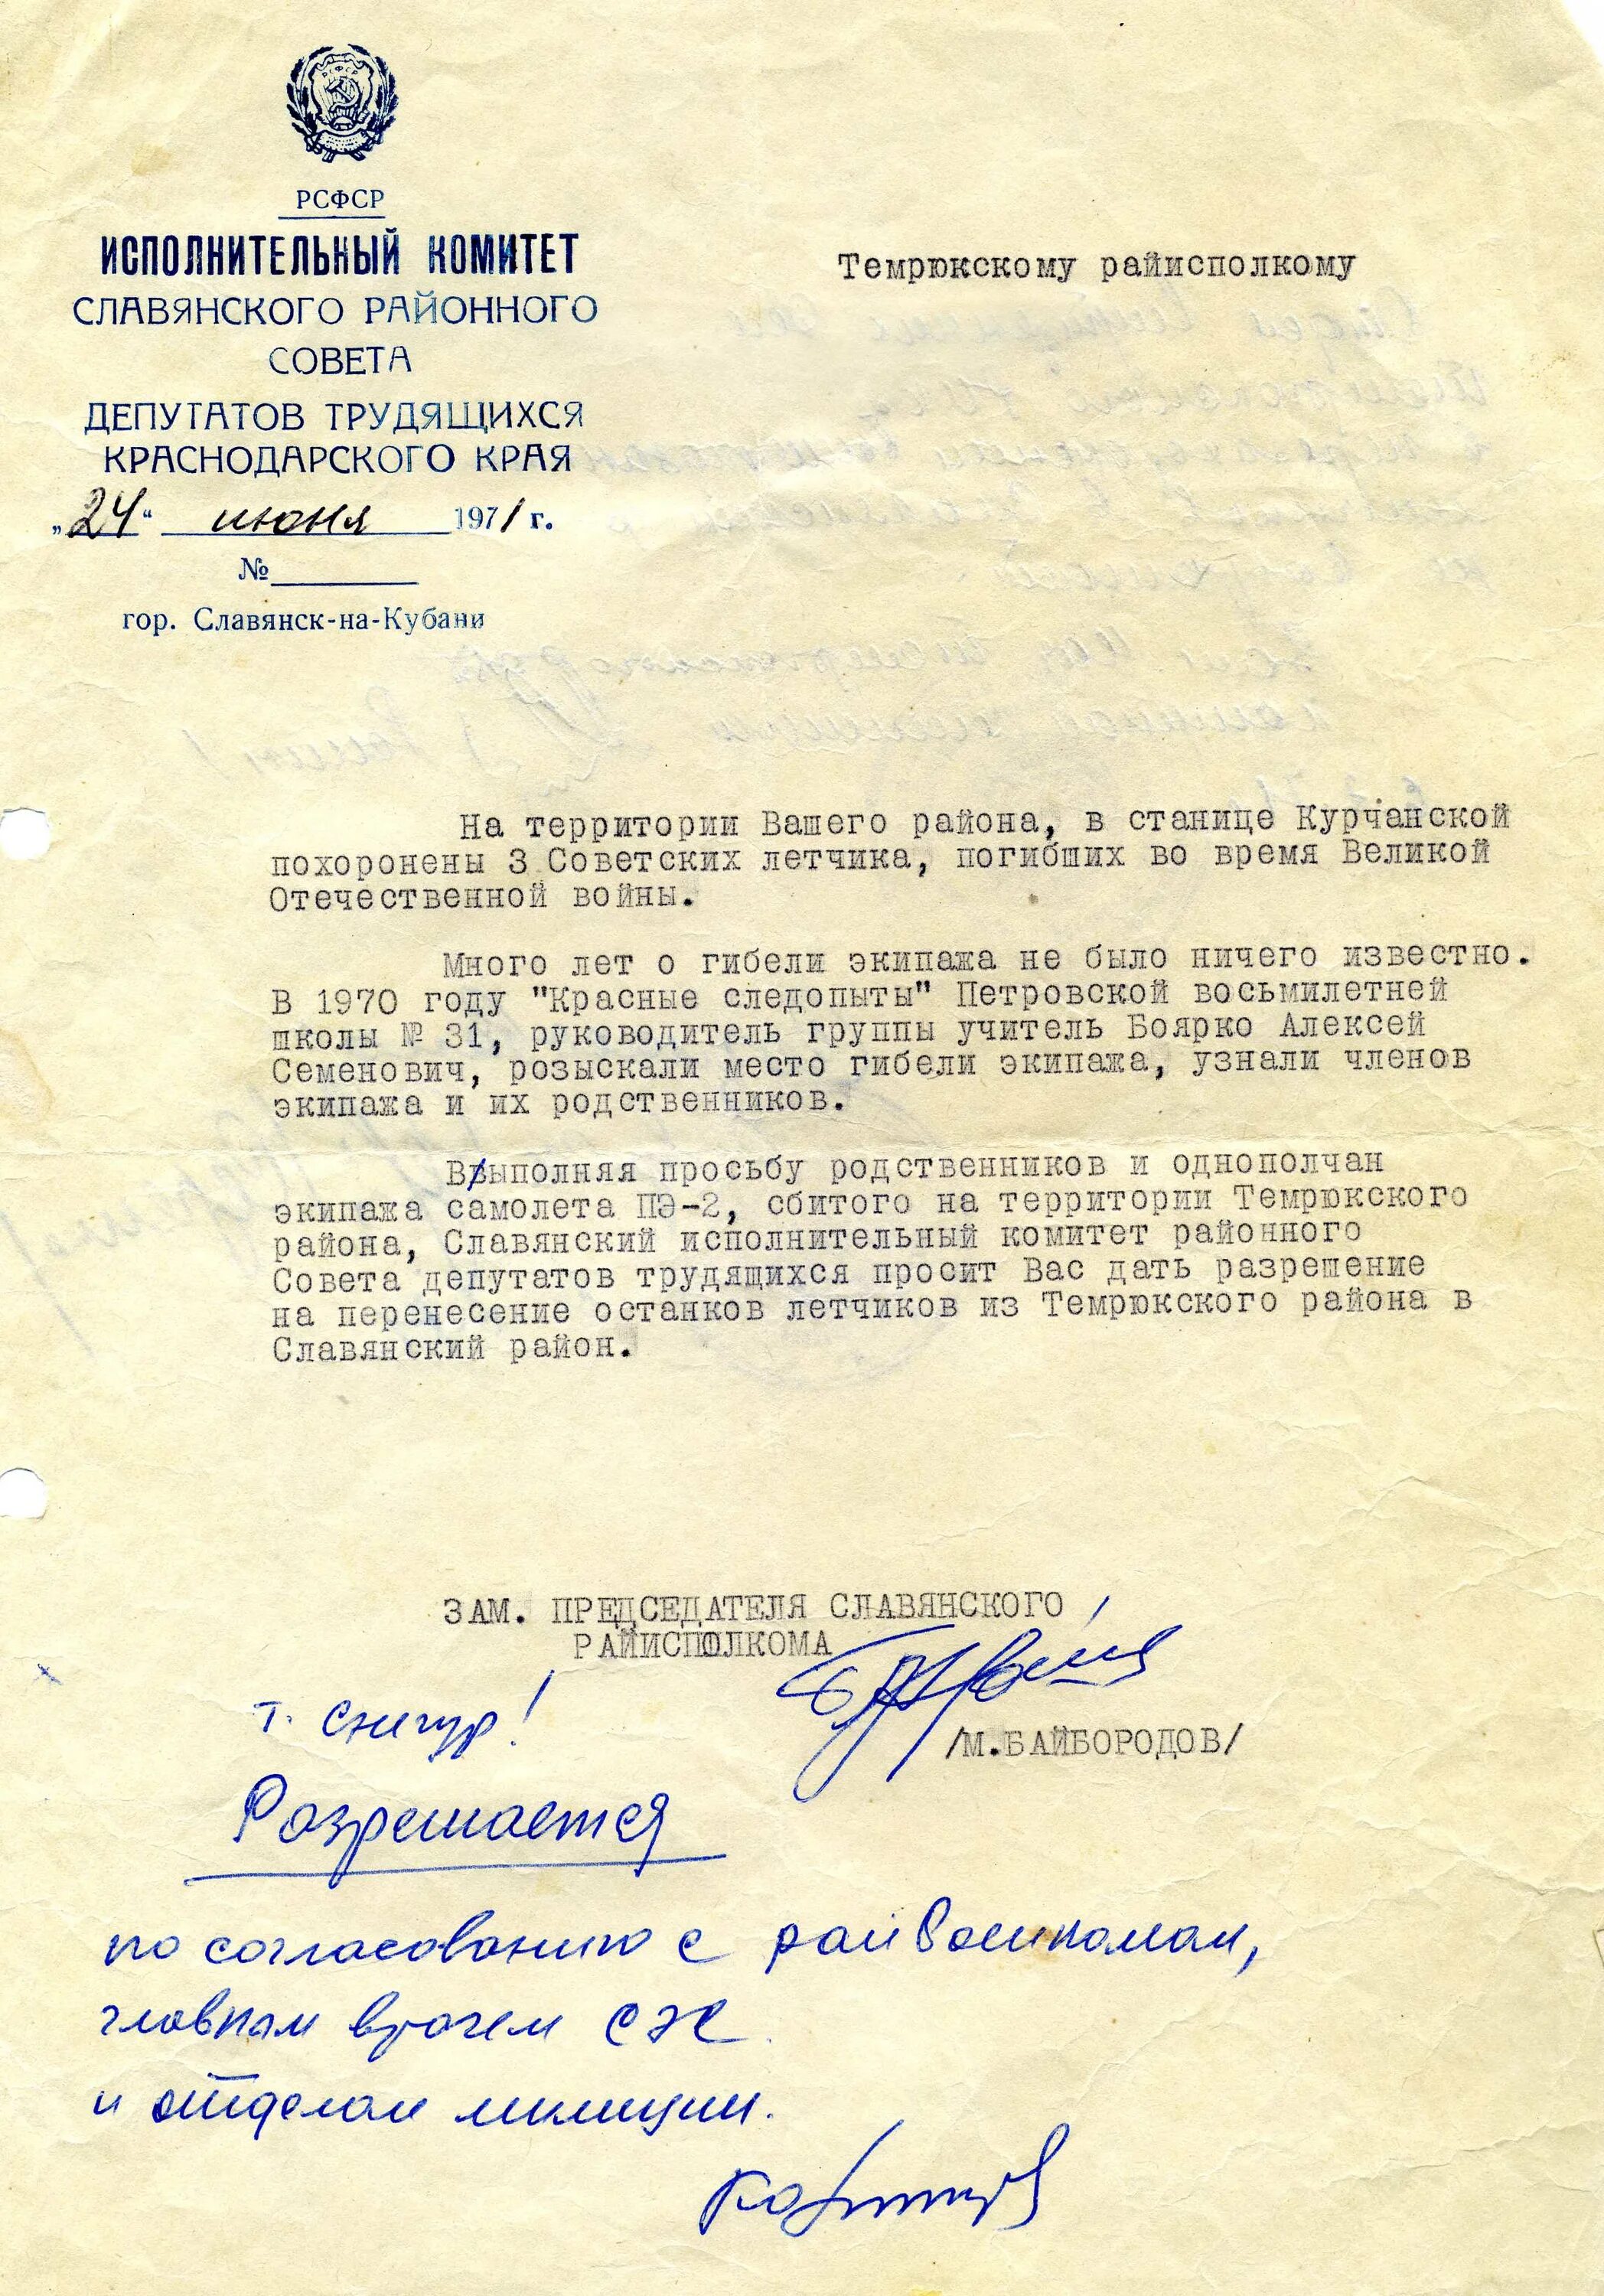 РСФСР
ИСПОЛНИТЕЛЬНЫЙ КОМИТЕТ
СЛАВЯНСКОГО РАЙОННОГО
СОВЕТА
ДЕПУТАТОВ ТРУДЯЩИХСЯ
КРАСНОДАРСКОГО КРАЯ
„24“ июня 1971 г.
№
гор. Славянск-на-Кубани
Темрюкскому райисполкому
На территории Вашего района, в станице Курчанской
похоронены 3 Советских летчика, погибших во время Великой
Отечественной войны.
Много лет о гибели экипажа не было ничего известно.
В 1970 году "Красные следопыты" Петровской восьмилетней
школы № 31, руководитель группы учитель Боярко Алексей
Семенович, розыскали место гибели экипажа, узнали членов
экипажа и их родственников.
Выполняя просьбу родственников и однополчан
экипажа самолета ПЭ-2, сбитого на территории Темрюкского
района, Славянский исполнительный комитет районного
Совета депутатов трудящихся просит Вас дать разрешение
на перенесение останков летчиков из Темрюкского района в
Славянский район.
ЗАМ. ПРЕДСЕДАТЕЛЯ СЛАВЯНСКОГО
РАЙИСПОЛКОМА
/М.БАЙБОРОДОВ/
т. Снигур!
Разрешается
по согласованию с райвоенкомом,
главным врачем СЭС
и отделом милиции.